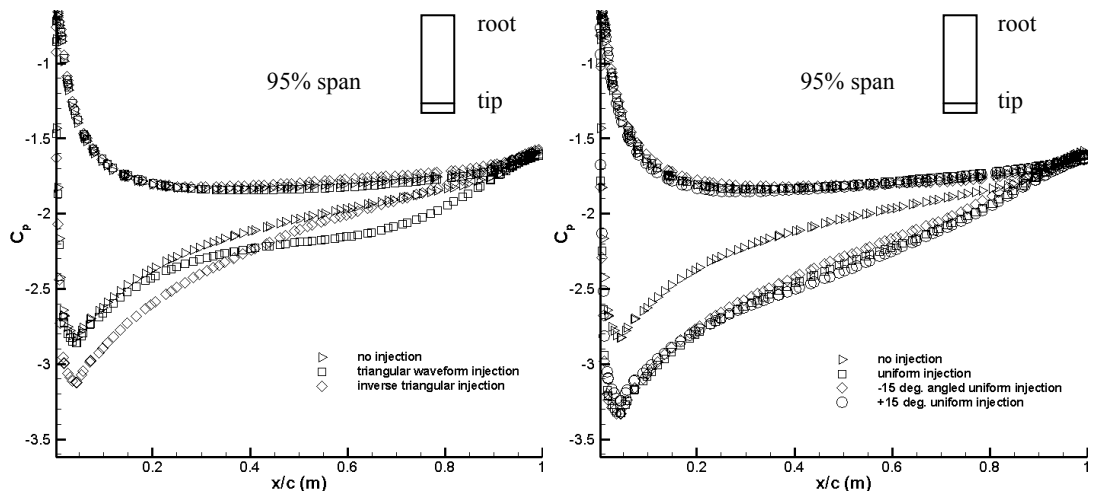 root
95% span
tip
-1
-1.5
-2
-2.5
-3
-3.5
C_P
no injection
triangular waveform injection
inverse triangular injection
0.2 0.4 0.6 0.8 1
x/c (m)
root
95% span
tip
-1
-1.5
-2
-2.5
-3
-3.5
C_P
no injection
uniform injection
-15 deg. angled uniform injection
+15 deg. uniform injection
0.2 0.4 0.6 0.8 1
x/c (m)